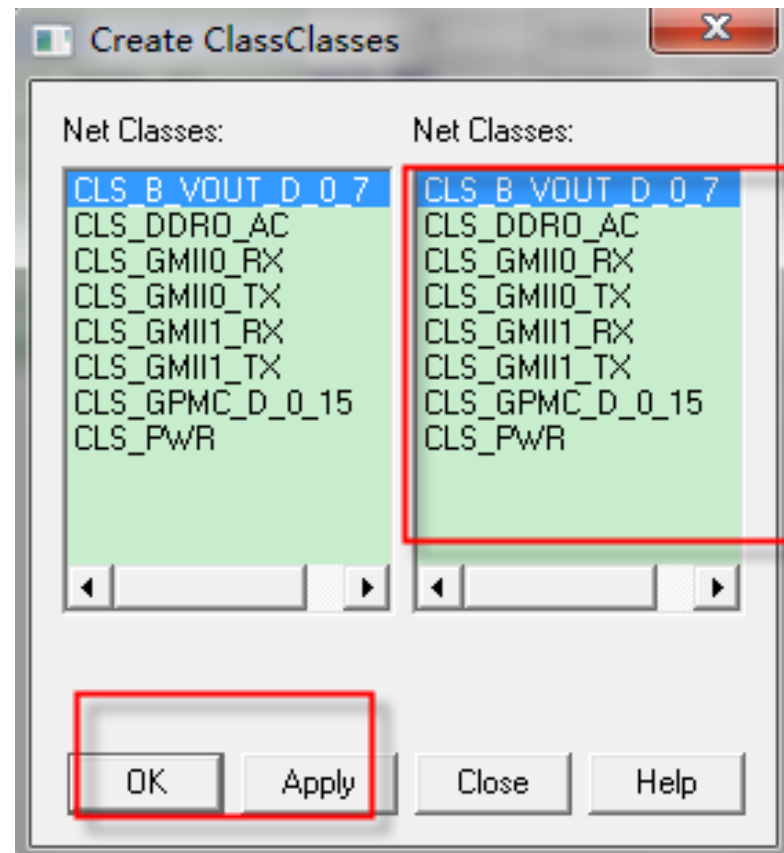 Create ClassClasses
Net Classes:
CLS_B_VOUT_D_0_7
CLS_DDR0_AC
CLS_GMII0_RX
CLS_GMII0_TX
CLS_GMII1_RX
CLS_GMII1_TX
CLS_GPMC_D_0_15
CLS_PWR
Net Classes:
CLS_B_VOUT_D_0_7
CLS_DDR0_AC
CLS_GMII0_RX
CLS_GMII0_TX
CLS_GMII1_RX
CLS_GMII1_TX
CLS_GPMC_D_0_15
CLS_PWR
OK Apply Close Help